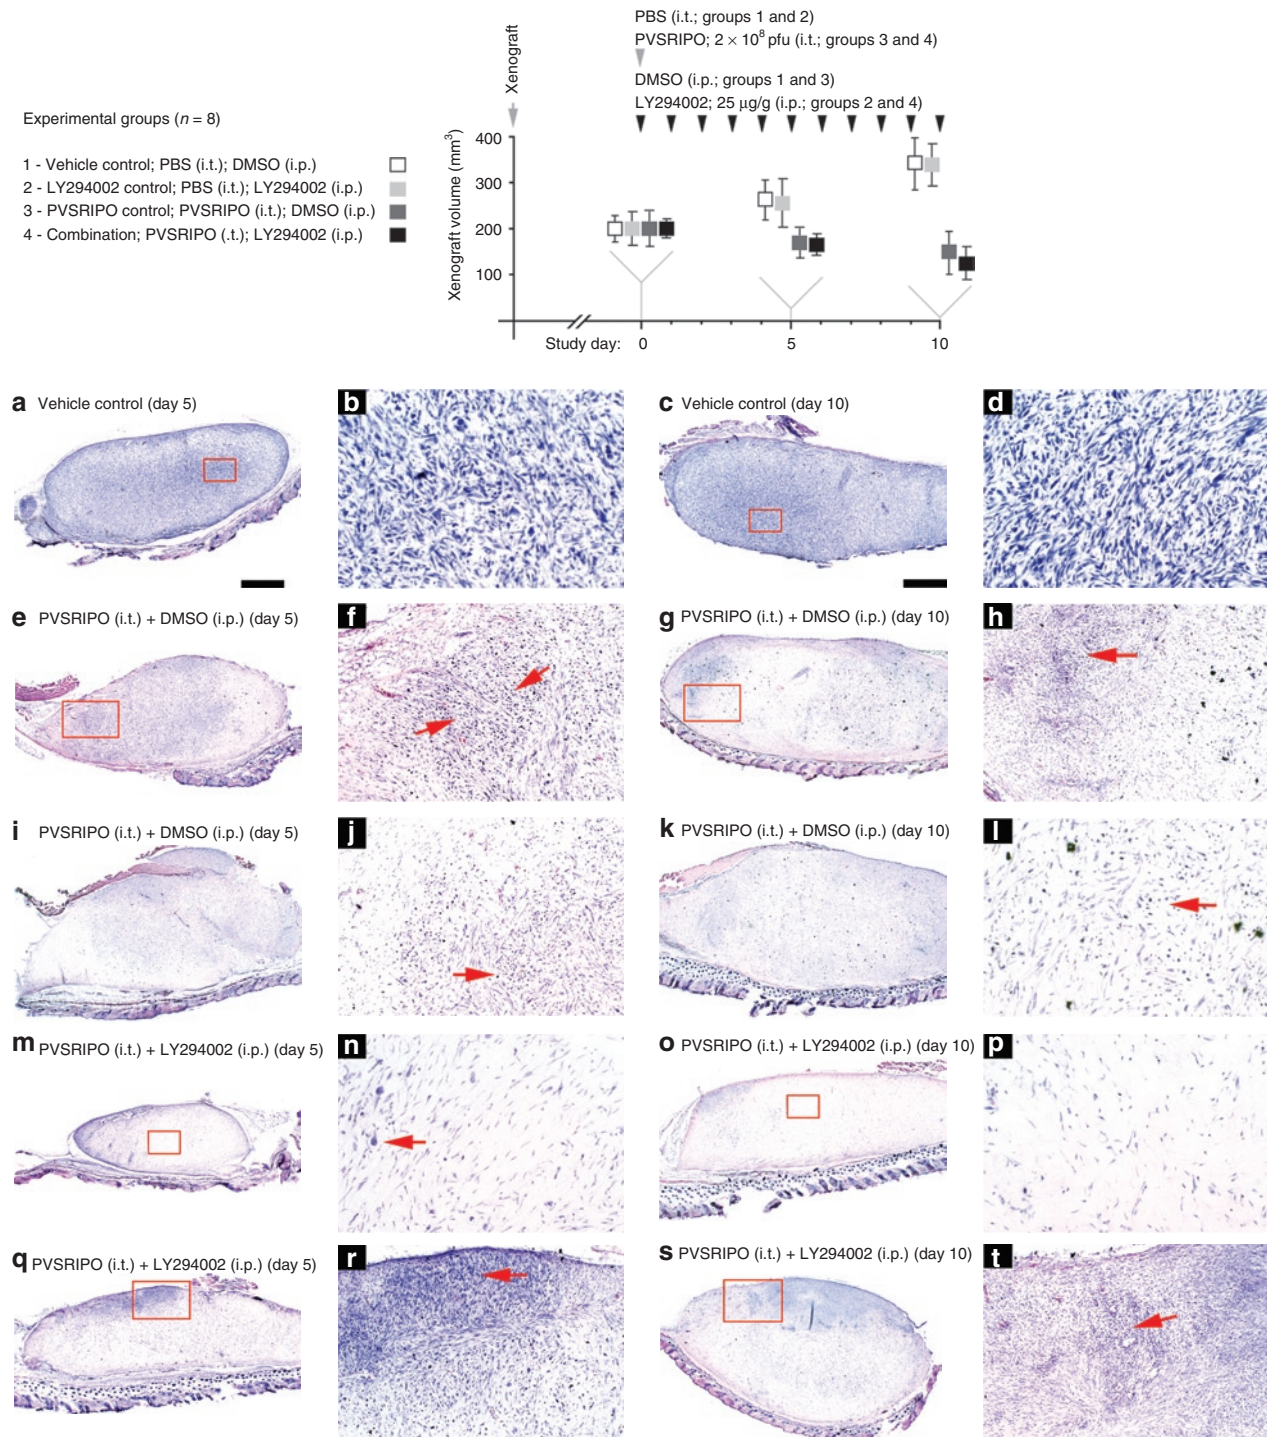 PBS (i.t.; groups 1 and 2)
PVSRIPO; 2 × 10⁸ pfu (i.t.; groups 3 and 4)
DMSO (i.p.; groups 1 and 3)
LY294002; 25 µg/g (i.p.; groups 2 and 4)
Xenograft
Experimental groups (n = 8)
1 - Vehicle control; PBS (i.t.); DMSO (i.p.)
2 - LY294002 control; PBS (i.t.); LY294002 (i.p.)
3 - PVSRIPO control; PVSRIPO (i.t.); DMSO (i.p.)
4 - Combination; PVSRIPO (.t.); LY294002 (i.p.)
Xenograft volume (mm³)
400
300
200
100
Study day: 0 5 10
a Vehicle control (day 5)
b
c Vehicle control (day 10)
d
e PVSRIPO (i.t.) + DMSO (i.p.) (day 5)
f
g PVSRIPO (i.t.) + DMSO (i.p.) (day 10)
h
i PVSRIPO (i.t.) + DMSO (i.p.) (day 5)
j
k PVSRIPO (i.t.) + DMSO (i.p.) (day 10)
l
m PVSRIPO (i.t.) + LY294002 (i.p.) (day 5)
n
o PVSRIPO (i.t.) + LY294002 (i.p.) (day 10)
p
q PVSRIPO (i.t.) + LY294002 (i.p.) (day 5)
r
s PVSRIPO (i.t.) + LY294002 (i.p.) (day 10)
t